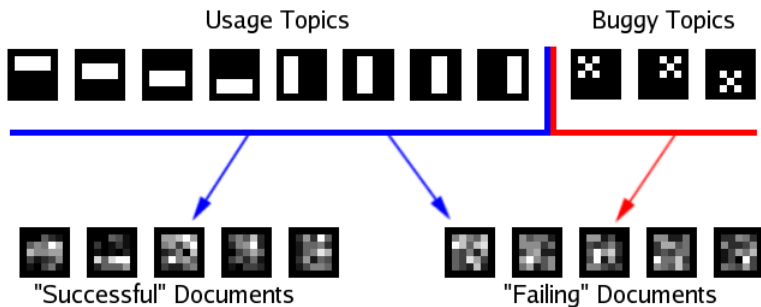 Usage Topics
Buggy Topics
"Successful" Documents
"Failing" Documents